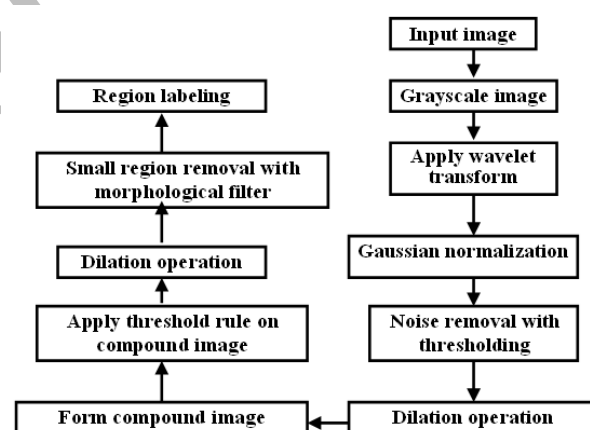 Input image
Grayscale image
Apply wavelet
transform
Gaussian normalization
Noise removal with
thresholding
Dilation operation
Form compound image
Apply threshold rule on
compound image
Dilation operation
Small region removal with
morphological filter
Region labeling